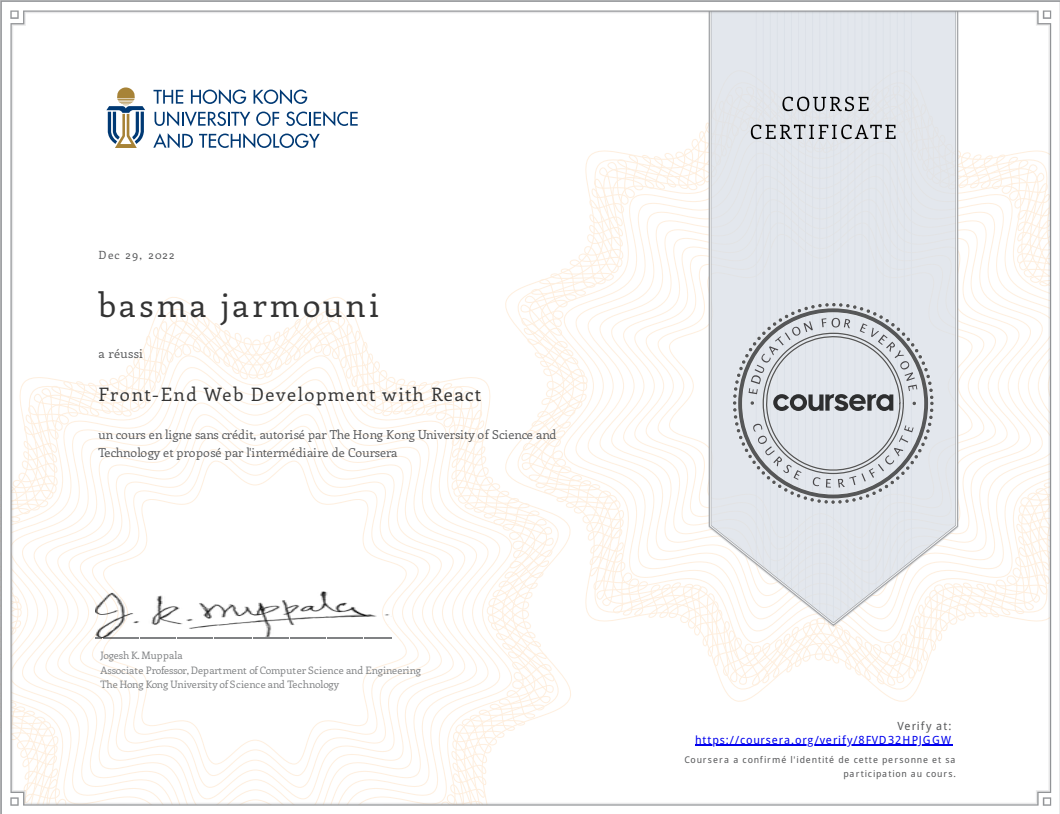 THE HONG KONG
UNIVERSITY OF SCIENCE
AND TECHNOLOGY
COURSE
CERTIFICATE
Dec 29, 2022
basma jarmouni
a réussi
Front-End Web Development with React
un cours en ligne sans crédit, autorisé par The Hong Kong University of Science and
Technology et proposé par l'intermédiaire de Coursera
EDUCATION FOR EVERYONE
coursera
COURSE CERTIFICATE
J. K. Muppala
Jogesh K. Muppala
Associate Professor, Department of Computer Science and Engineering
The Hong Kong University of Science and Technology
Verify at:
https://coursera.org/verify/8FVD32HPJGGW
Coursera a confirmé l'identité de cette personne et sa
participation au cours.